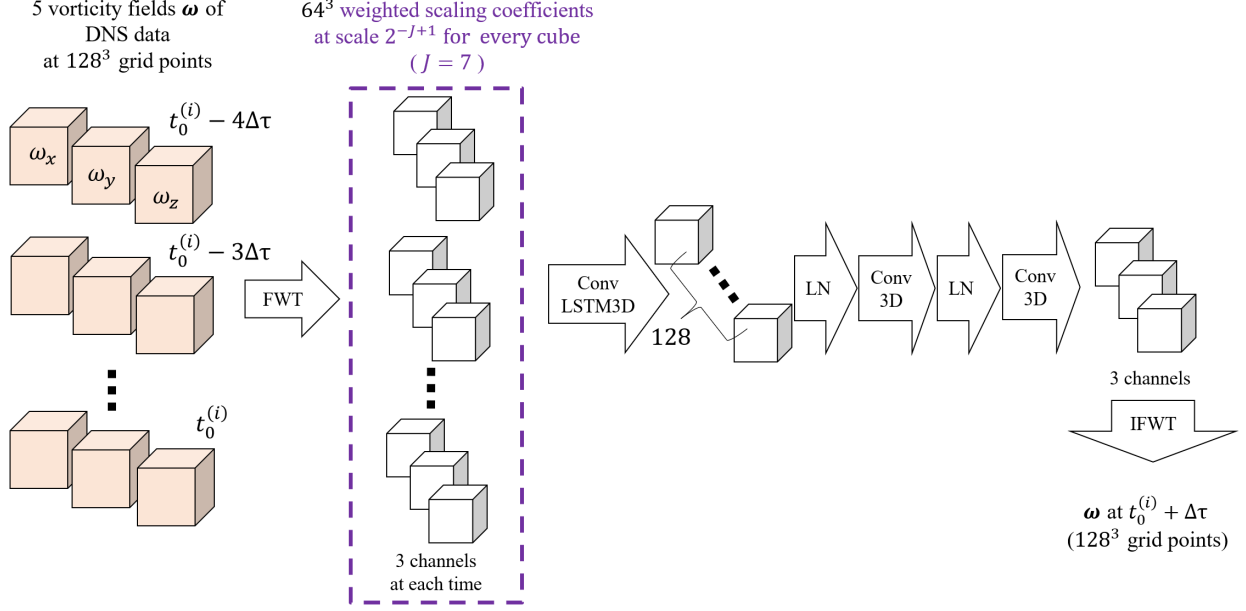 5 vorticity fields 𝝎 of
DNS data
at 128³ grid points
64³ weighted scaling coefficients
at scale 2^{−J+1} for every cube
( J = 7 )
t_0^{(i)} − 4Δτ
ω_x
ω_y
ω_z
t_0^{(i)} − 3Δτ
t_0^{(i)}
FWT
3 channels
at each time
Conv
LSTM3D
128
LN
Conv
3D
LN
Conv
3D
3 channels
IFWT
𝝎 at t_0^{(i)} + Δτ
(128³ grid points)